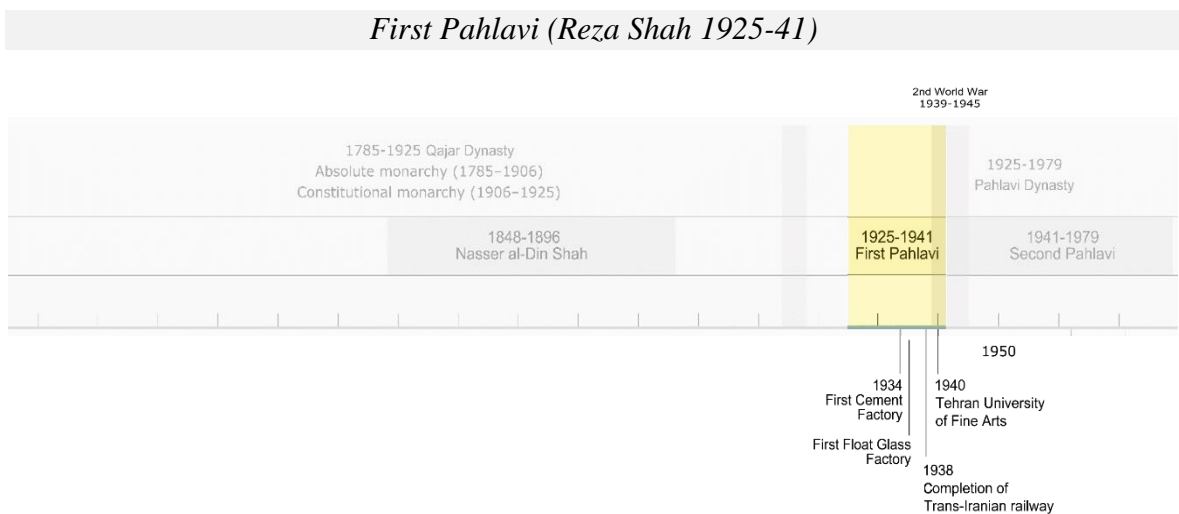 First Pahlavi (Reza Shah 1925-41)
2nd World War
1939-1945
1785-1925 Qajar Dynasty
Absolute monarchy (1785–1906)
Constitutional monarchy (1906–1925)
1925-1979
Pahlavi Dynasty
1848-1896
Nasser al-Din Shah
1925-1941
First Pahlavi
1941-1979
Second Pahlavi
1950
1934
First Cement
Factory
1940
Tehran University
of Fine Arts
First Float Glass
Factory
1938
Completion of
Trans-Iranian railway